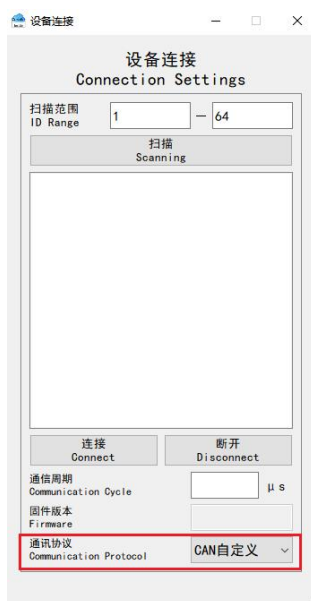 设备连接
设备连接
Connection Settings
扫描范围
ID Range
1
—
64
扫描
Scanning
连接
Connect
断开
Disconnect
通信周期
Communication Cycle
μs
固件版本
Firmware
通讯协议
Communication Protocol
CAN自定义